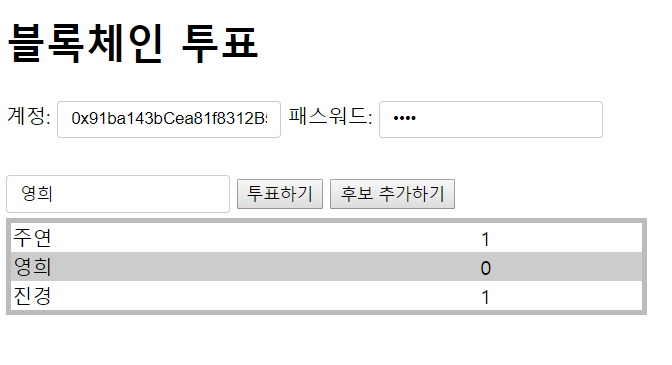 블록체인 투표
계정: 0x91ba143bCea81f8312B5 패스워드: ••••
영희 투표하기 후보 추가하기
주연 1
영희 0
진경 1